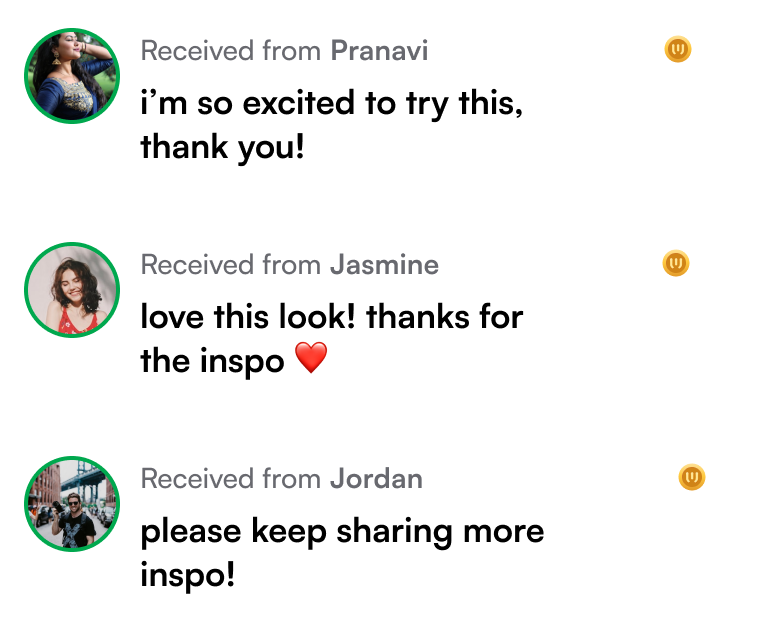 Received from Pranavi
i’m so excited to try this,
thank you!
Received from Jasmine
love this look! thanks for
the inspo ❤️
Received from Jordan
please keep sharing more
inspo!